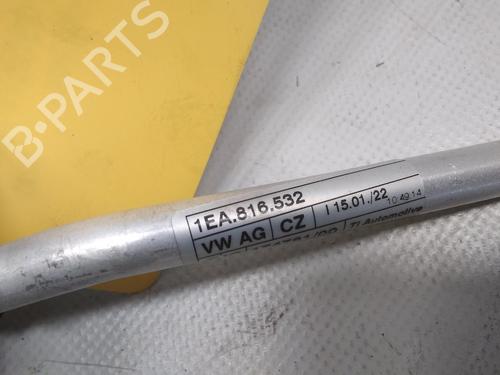 B-PARTS
1EA.816.532
I 15.01./22
10:49:14
VW AG CZ
TI Automotive